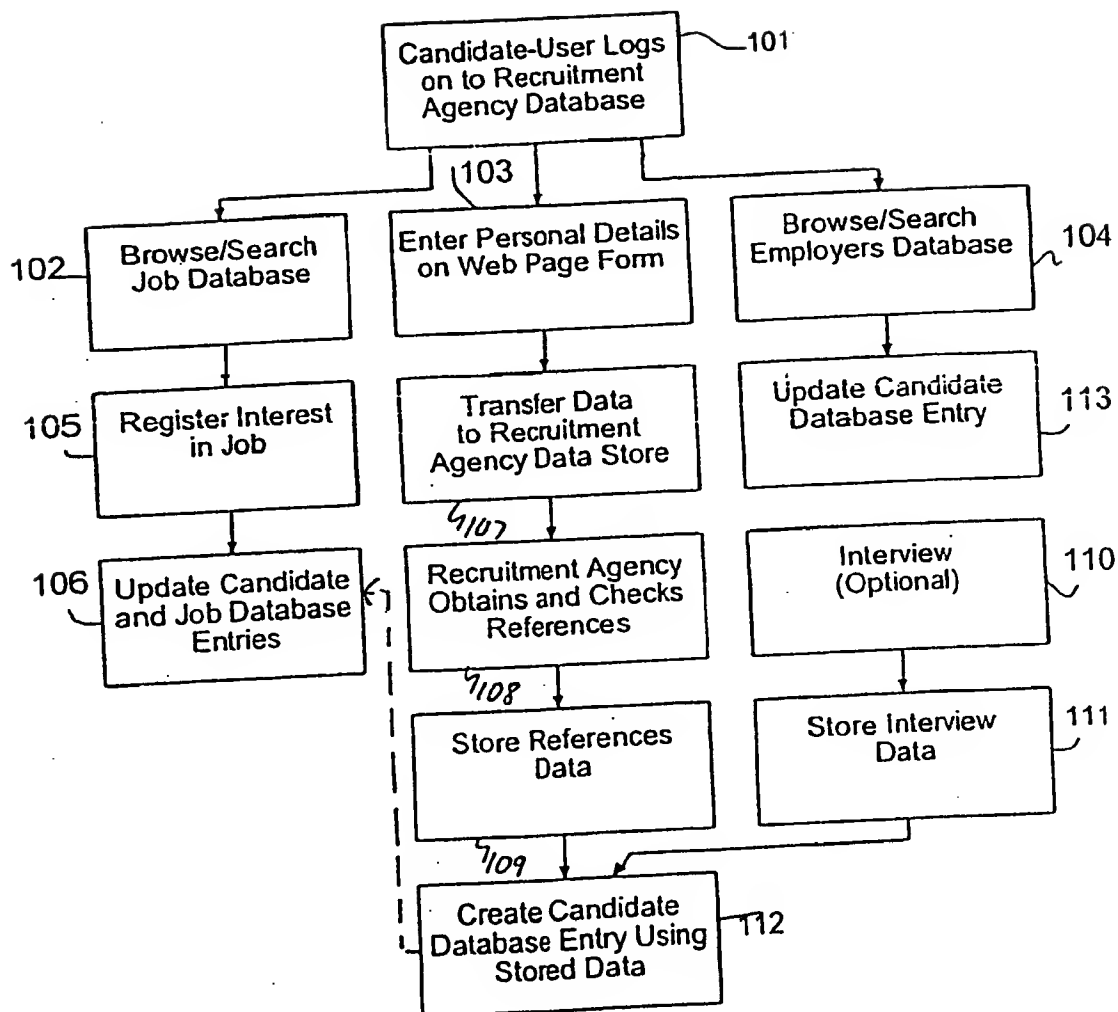 Candidate-User Logs
on to Recruitment
Agency Database
101
103
102
Browse/Search
Job Database
Enter Personal Details
on Web Page Form
Browse/Search
Employers Database
104
105
Register Interest
in Job
Transfer Data
to Recruitment
Agency Data Store
107
Update Candidate
Database Entry
113
106
Update Candidate
and Job Database
Entries
Recruitment Agency
Obtains and Checks
References
108
Interview
(Optional)
110
Store References
Data
109
Store Interview
Data
111
Create Candidate
Database Entry Using
Stored Data
112